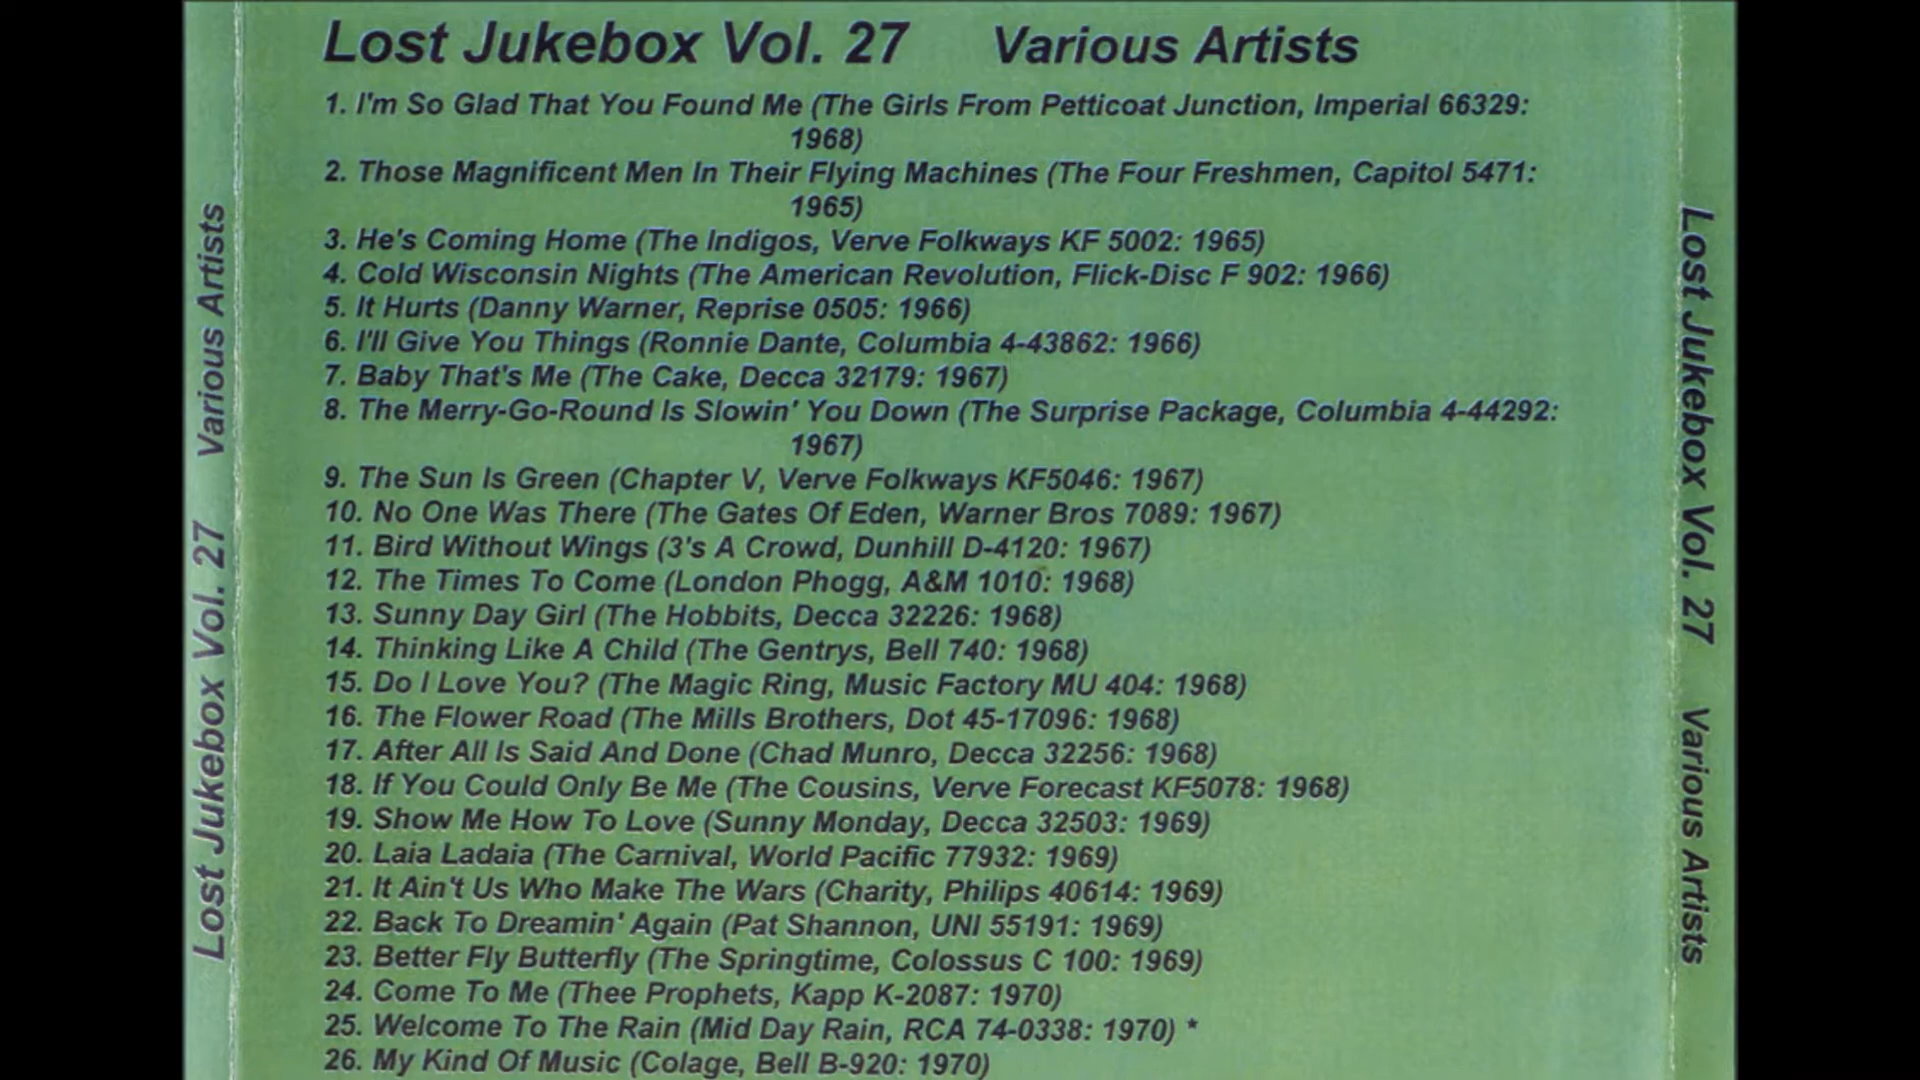 Lost Jukebox Vol. 27 Various Artists
1. I'm So Glad That You Found Me (The Girls From Petticoat Junction, Imperial 66329:
1968)
2. Those Magnificent Men In Their Flying Machines (The Four Freshmen, Capitol 5471:
1965)
3. He's Coming Home (The Indigos, Verve Folkways KF 5002: 1965)
4. Cold Wisconsin Nights (The American Revolution, Flick-Disc F 902: 1966)
5. It Hurts (Danny Warner, Reprise 0505: 1966)
6. I'll Give You Things (Ronnie Dante, Columbia 4-43862: 1966)
7. Baby That's Me (The Cake, Decca 32179: 1967)
8. The Merry-Go-Round Is Slowin' You Down (The Surprise Package, Columbia 4-44292:
1967)
9. The Sun Is Green (Chapter V, Verve Folkways KF5046: 1967)
10. No One Was There (The Gates Of Eden, Warner Bros 7089: 1967)
11. Bird Without Wings (3's A Crowd, Dunhill D-4120: 1967)
12. The Times To Come (London Phogg, A&M 1010: 1968)
13. Sunny Day Girl (The Hobbits, Decca 32226: 1968)
14. Thinking Like A Child (The Gentrys, Bell 740: 1968)
15. Do I Love You? (The Magic Ring, Music Factory MU 404: 1968)
16. The Flower Road (The Mills Brothers, Dot 45-17096: 1968)
17. After All Is Said And Done (Chad Munro, Decca 32256: 1968)
18. If You Could Only Be Me (The Cousins, Verve Forecast KF5078: 1968)
19. Show Me How To Love (Sunny Monday, Decca 32503: 1969)
20. Laia Ladaia (The Carnival, World Pacific 77932: 1969)
21. It Ain't Us Who Make The Wars (Charity, Philips 40614: 1969)
22. Back To Dreamin' Again (Pat Shannon, UNI 55191: 1969)
23. Better Fly Butterfly (The Springtime, Colossus C 100: 1969)
24. Come To Me (Thee Prophets, Kapp K-2087: 1970)
25. Welcome To The Rain (Mid Day Rain, RCA 74-0338: 1970) *
26. My Kind Of Music (Colage, Bell B-920: 1970)
Lost Jukebox Vol. 27 Various Artists
Lost Jukebox Vol. 27 Various Artists